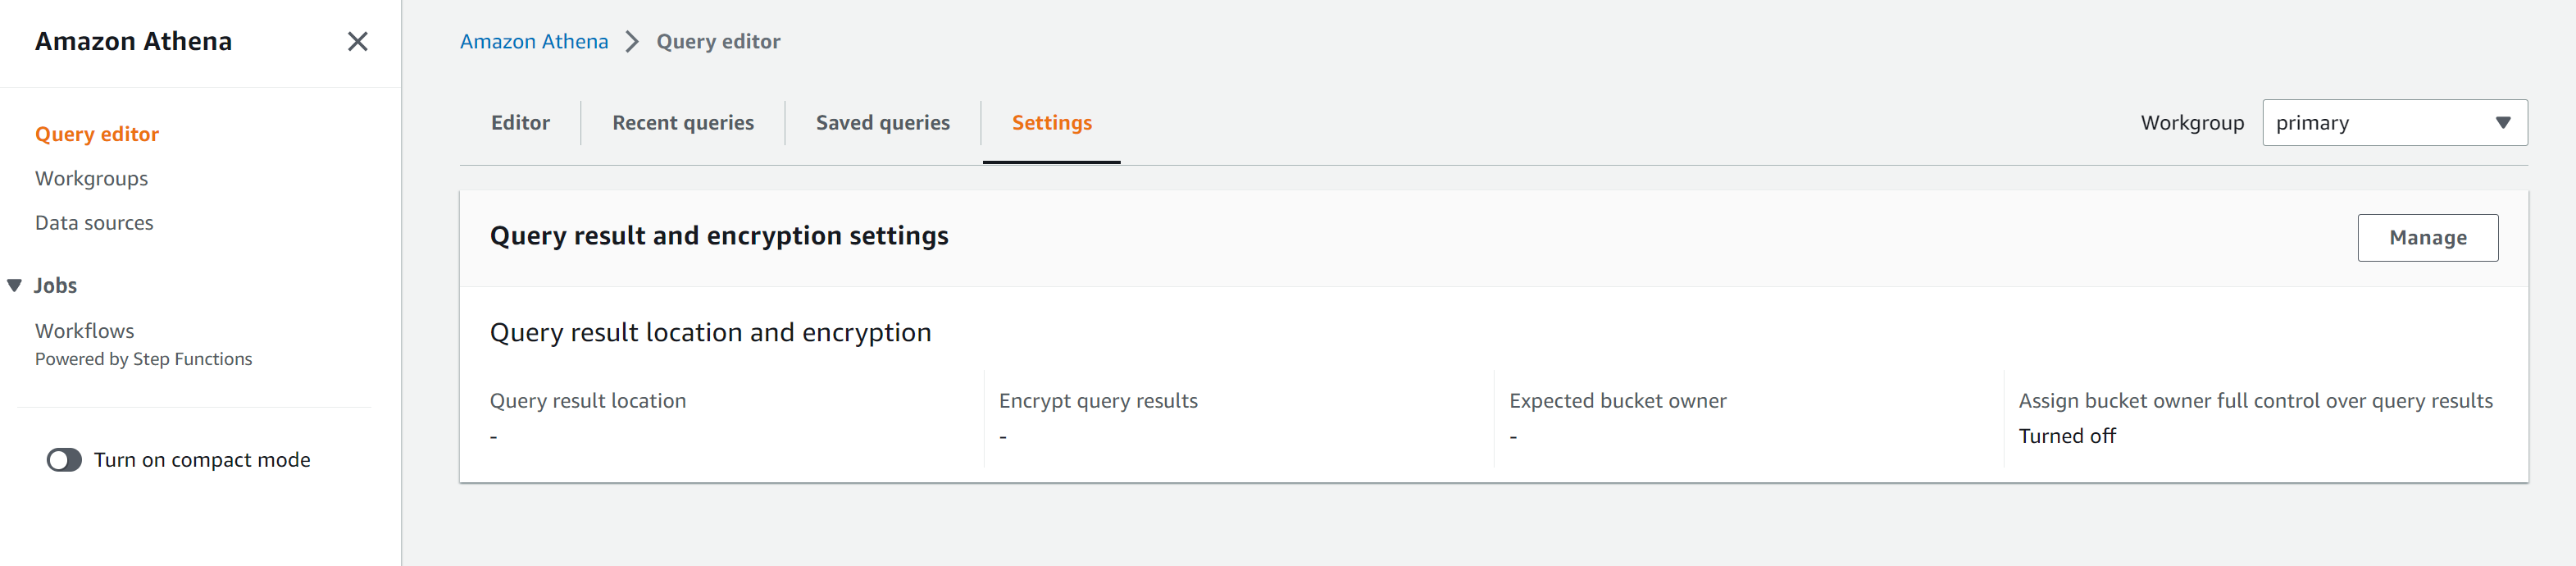 Amazon Athena
Query editor
Workgroups
Data sources
Jobs
Workflows
Powered by Step Functions
Turn on compact mode
Amazon Athena Query editor
Editor Recent queries Saved queries Settings Workgroup primary
Query result and encryption settings Manage
Query result location and encryption
Query result location Encrypt query results Expected bucket owner Assign bucket owner full control over query results
- - - Turned off